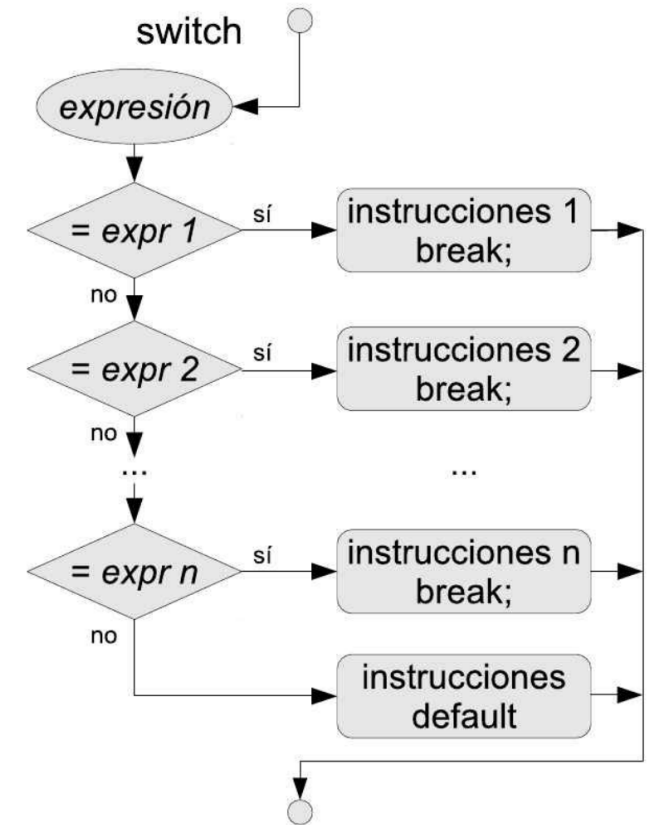 switch
expresión
= expr 1
sí
instrucciones 1
break;
no
= expr 2
sí
instrucciones 2
break;
no
...
...
= expr n
sí
instrucciones n
break;
no
instrucciones
default